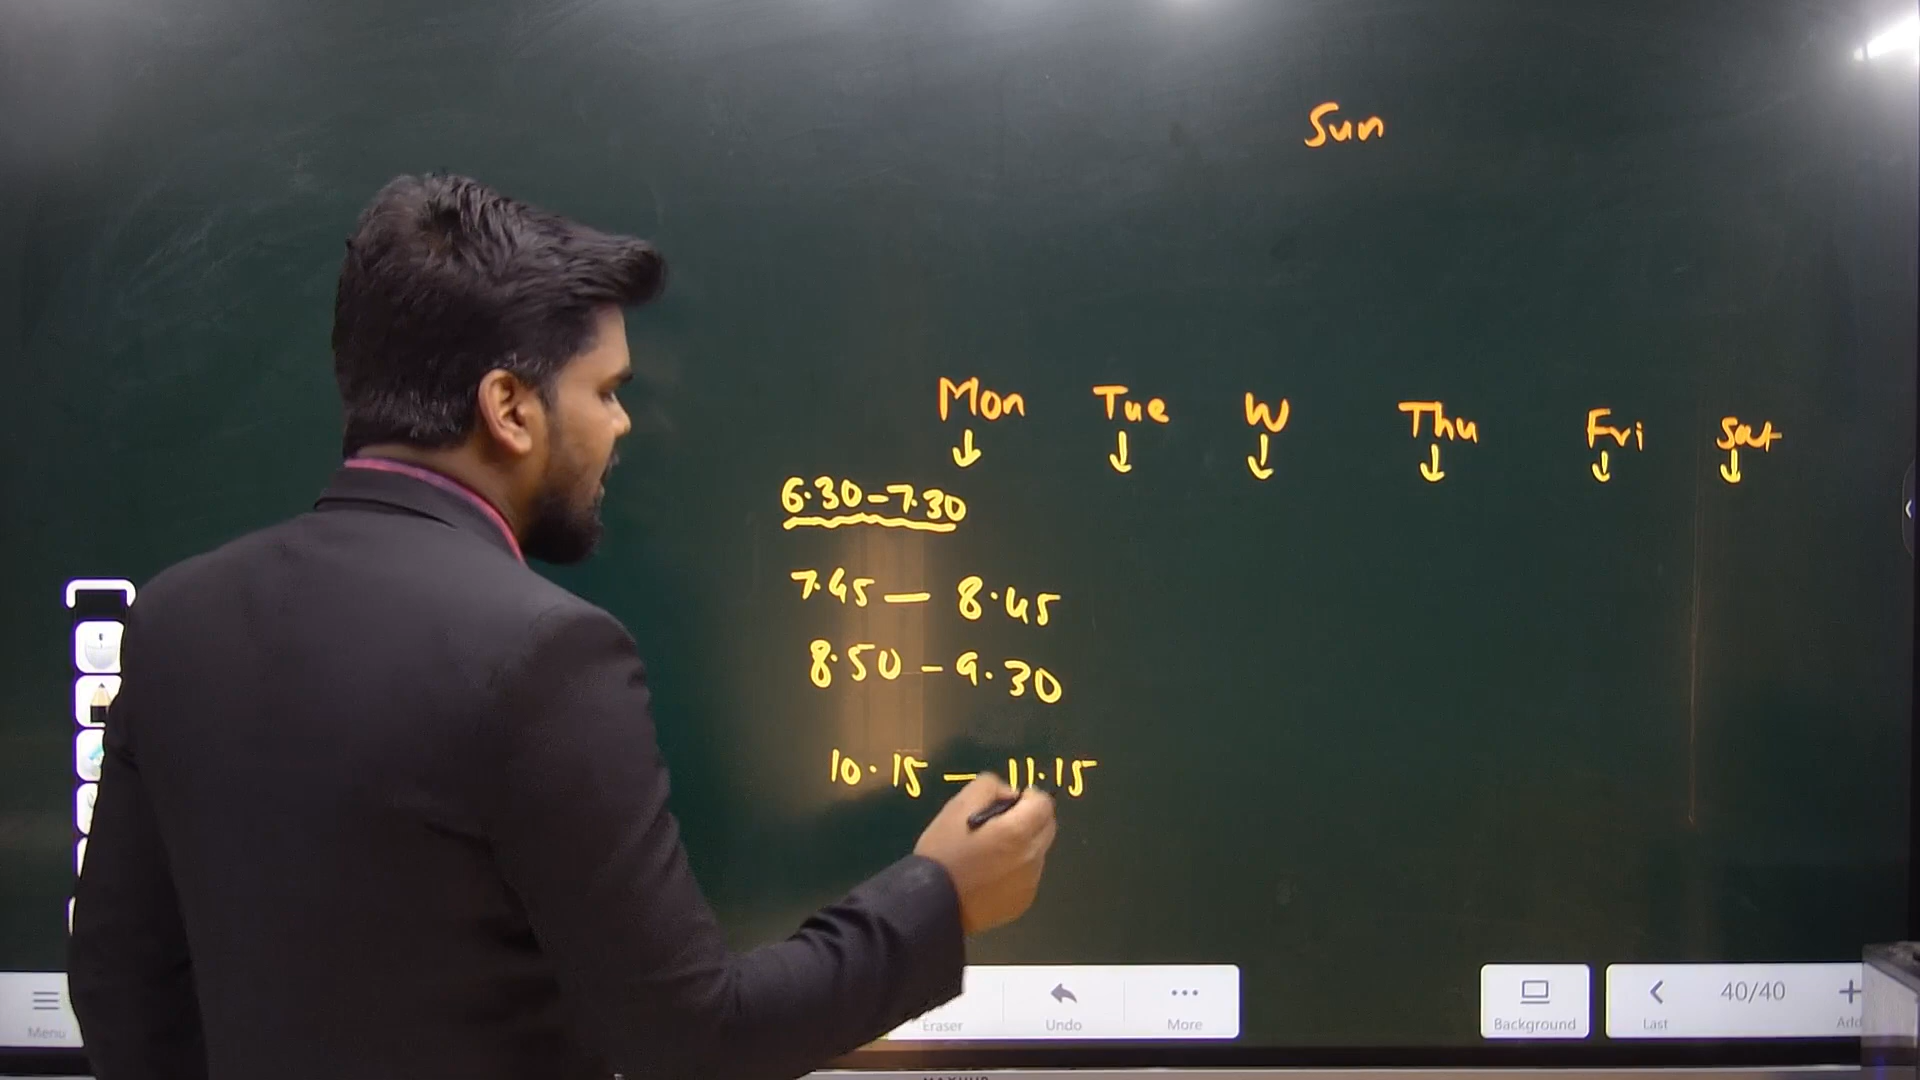 Sun
Mon Tue W Thu Fri Sat
6.30-7.30
7.45 — 8.45
8.50 - 9.30
10.15 — 11.15
Menu
Eraser Undo More
Background
40/40
Last Add